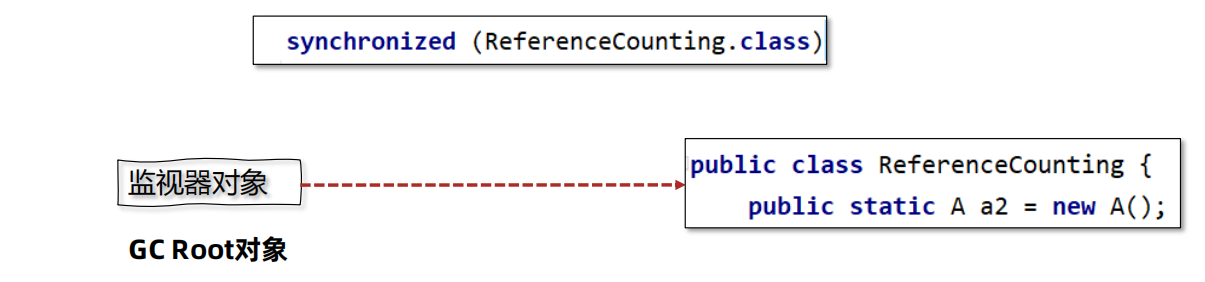 synchronized (ReferenceCounting.class)
public class ReferenceCounting {
监视器对象
public static A a2 = new A();
GC Root对象